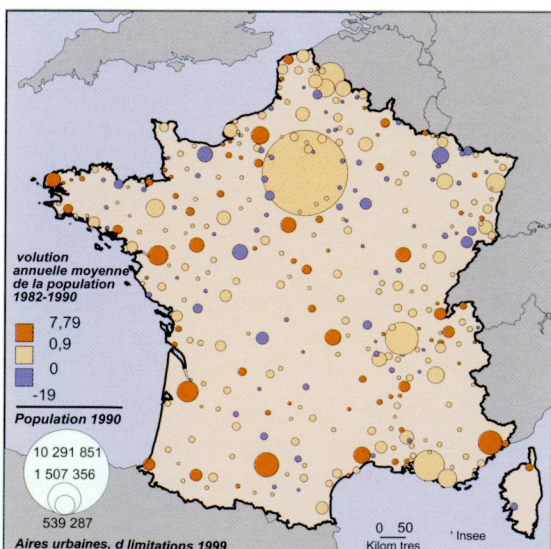 volution
annuelle moyenne
de la population
1982-1990
7,79
0,9
0
-19
Population 1990
10 291 851
1 507 356
539 287
Aires urbaines, d limitations 1999
0 50
Kilom tres
' Insee